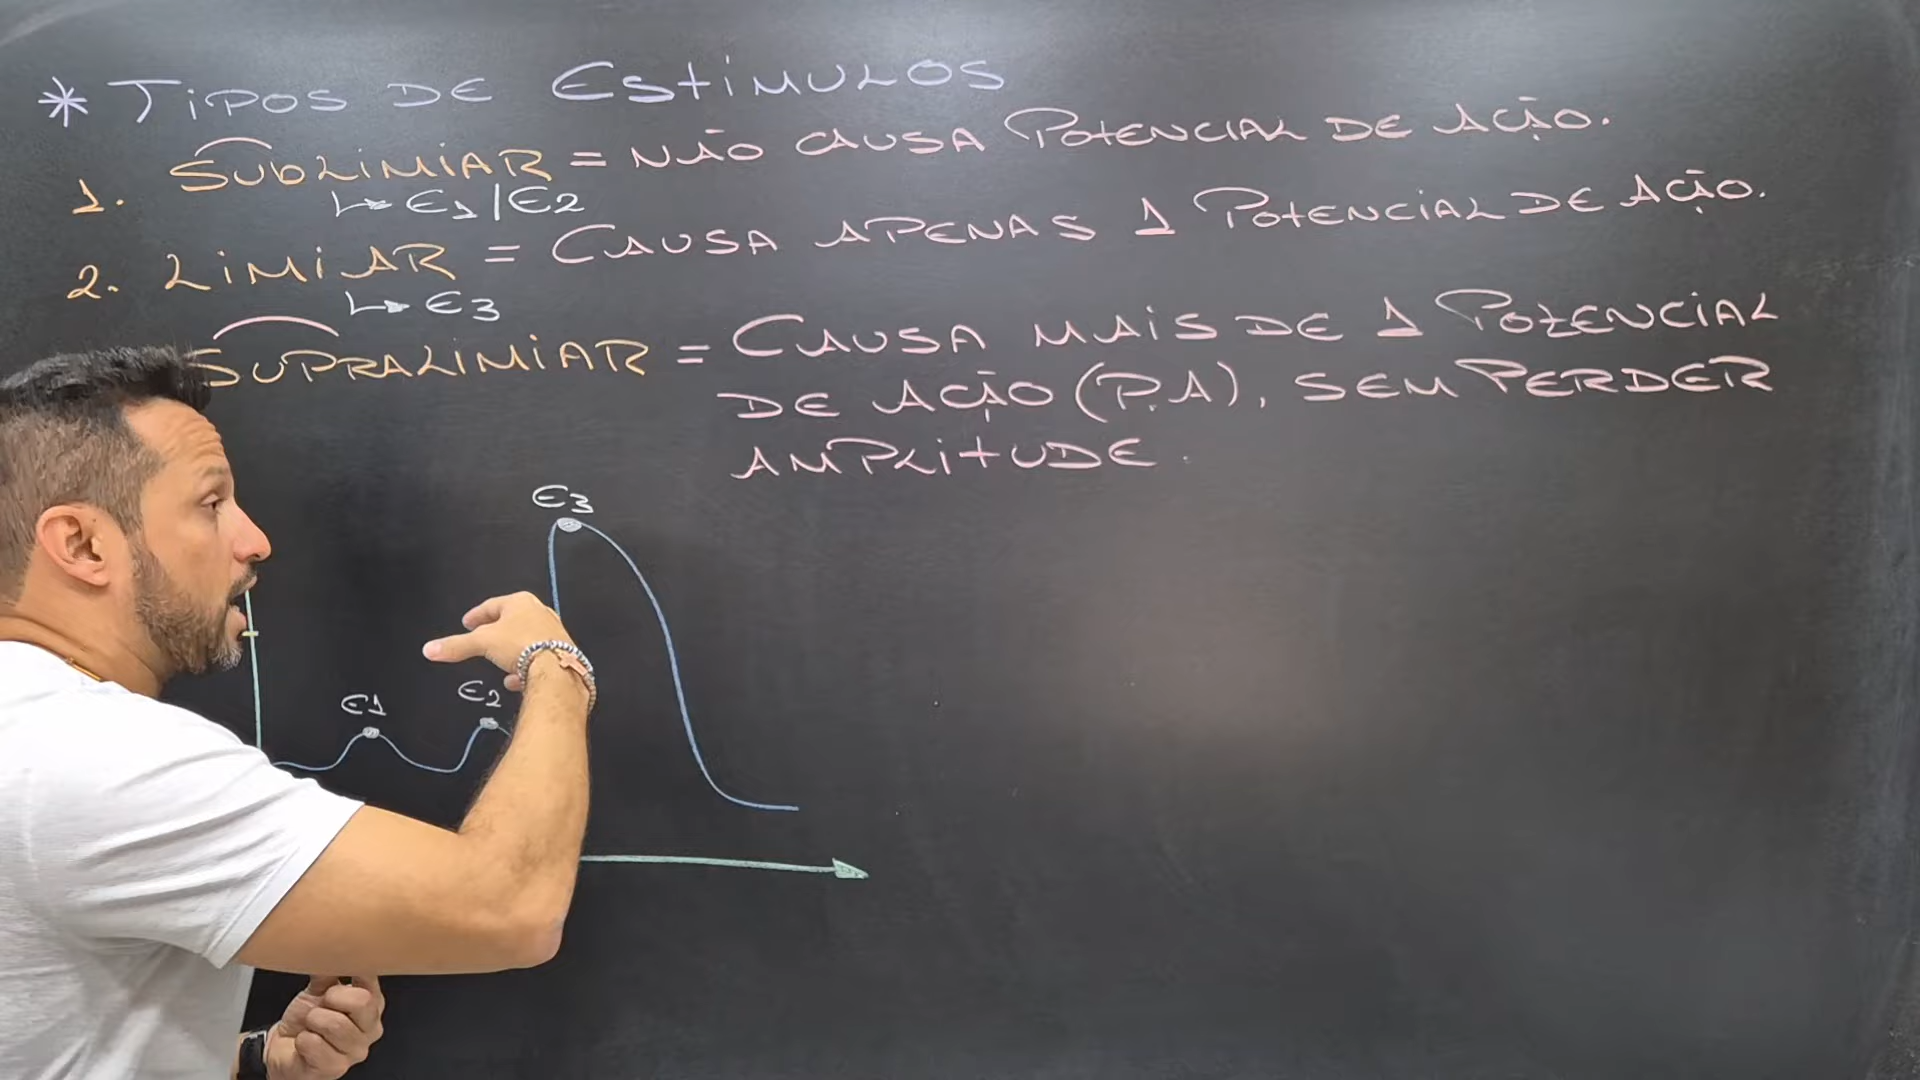 * TIPOS DE ESTÍMULOS
1. SUBLIMIAR = NÃO CAUSA POTENCIAL DE AÇÃO.
↳ E1/E2
2. LIMIAR = CAUSA APENAS 1 POTENCIAL DE AÇÃO.
↳ E3
SUPRALIMIAR = CAUSA MAIS DE 1 POTENCIAL
DE AÇÃO (P.A), SEM PERDER
AMPLITUDE.
E3
E1
E2